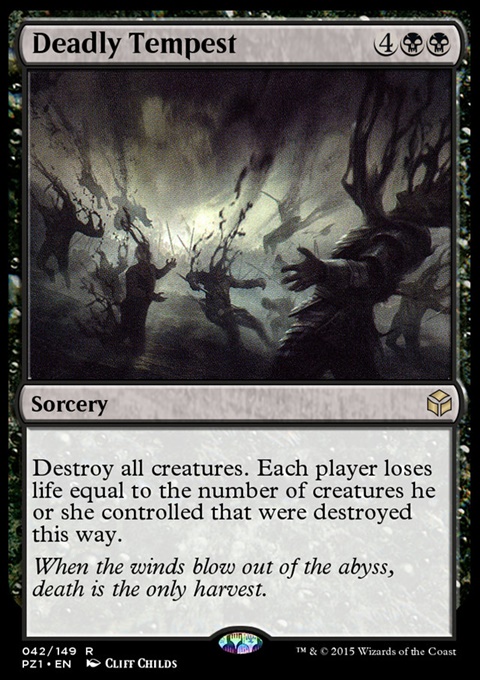 Deadly Tempest 4
Sorcery
Destroy all creatures. Each player loses
life equal to the number of creatures he
or she controlled that were destroyed
this way.
When the winds blow out of the abyss,
death is the only harvest.
042/149 R
PZ1 • EN Cliff Childs
™ & © 2015 Wizards of the Coast